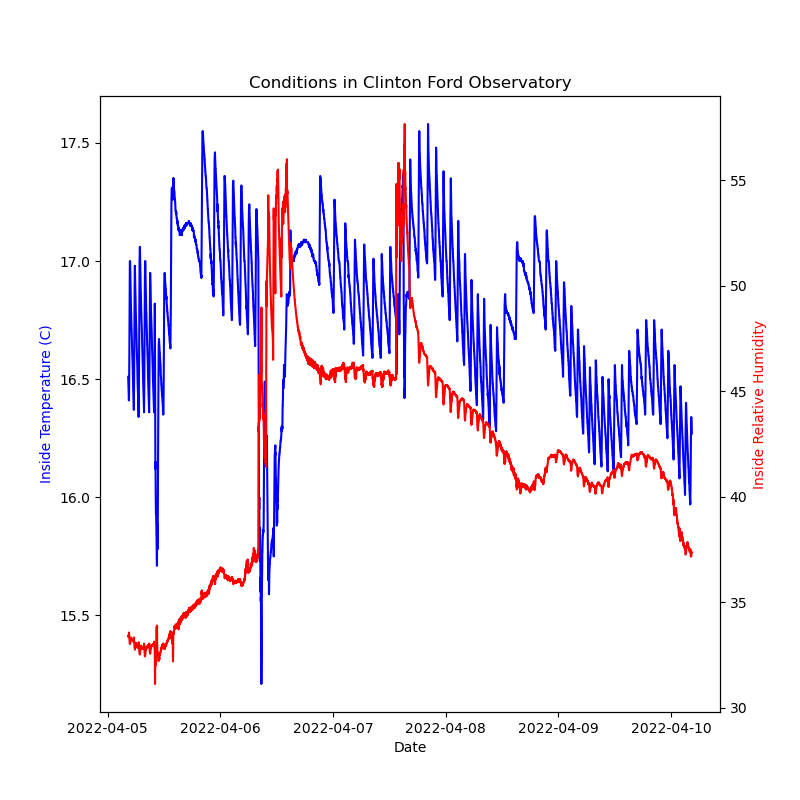 Conditions in Clinton Ford Observatory
Inside Temperature (C)
17.5
17.0
16.5
16.0
15.5
55
50
45
40
35
30
Inside Relative Humidity
2022-04-05 2022-04-06 2022-04-07 2022-04-08 2022-04-09 2022-04-10
Date